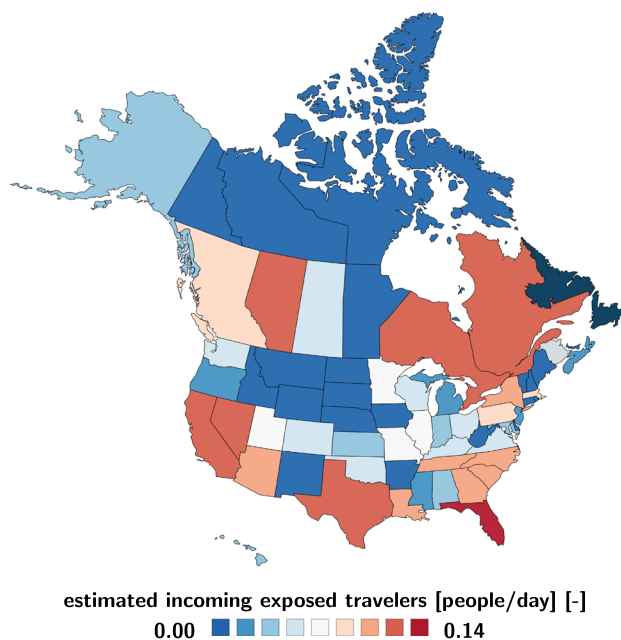 estimated incoming exposed travelers [people/day] [-]
0.00 0.14